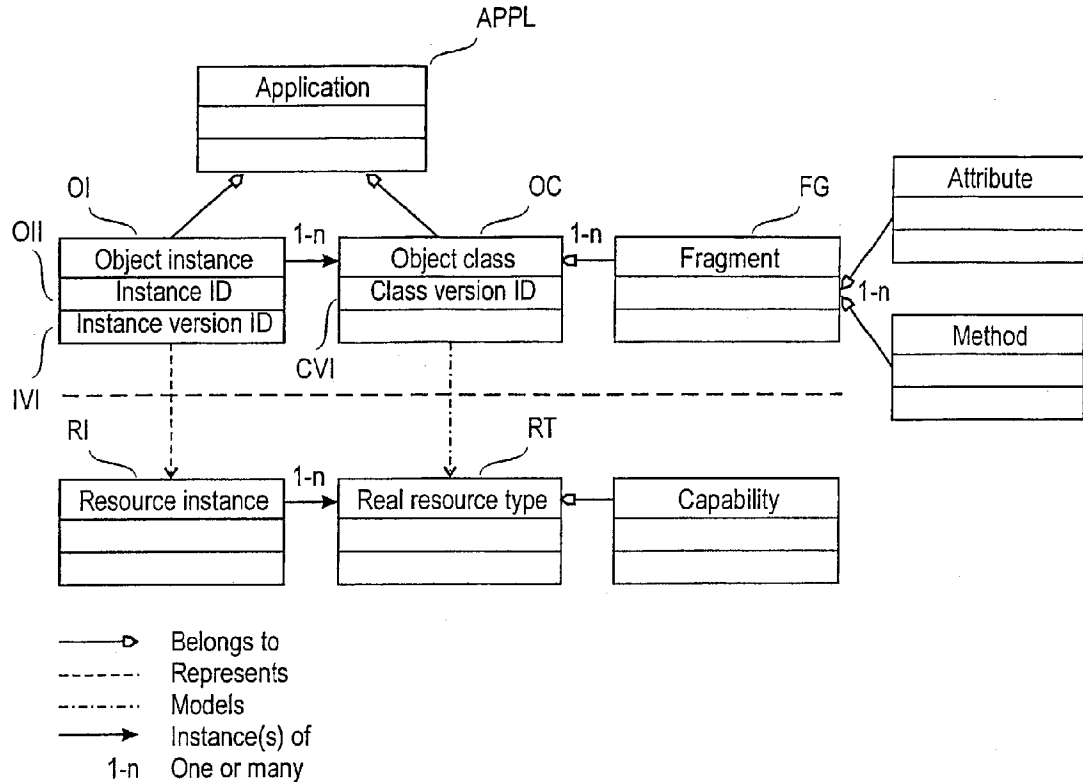 APPL
Application
OI
OC
FG
Attribute
OII
1-n
1-n
Object instance
Object class
Fragment
1-n
Instance ID
Class version ID
Instance version ID
Method
CVI
IVI
RI
RT
1-n
Resource instance
Real resource type
Capability
Belongs to
Represents
Models
Instance(s) of
1-n One or many